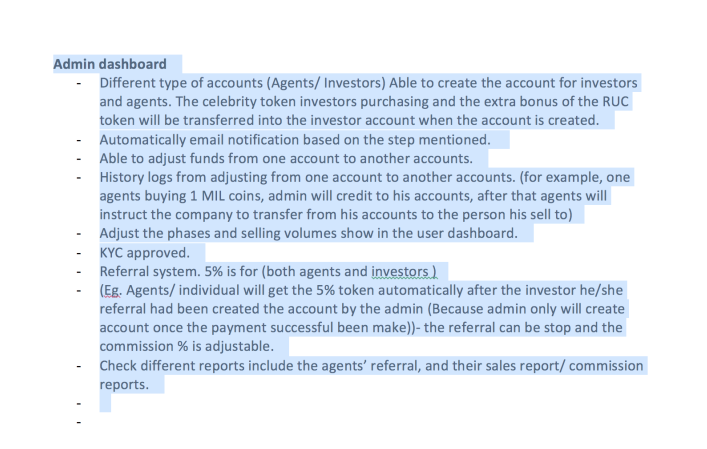 Admin dashboard
- Different type of accounts (Agents/ Investors) Able to create the account for investors
and agents. The celebrity token investors purchasing and the extra bonus of the RUC
token will be transferred into the investor account when the account is created.
- Automatically email notification based on the step mentioned.
- Able to adjust funds from one account to another accounts.
- History logs from adjusting from one account to another accounts. (for example, one
agents buying 1 MIL coins, admin will credit to his accounts, after that agents will
instruct the company to transfer from his accounts to the person his sell to)
- Adjust the phases and selling volumes show in the user dashboard.
- KYC approved.
- Referral system. 5% is for (both agents and investors )
- (Eg. Agents/ individual will get the 5% token automatically after the investor he/she
referral had been created the account by the admin (Because admin only will create
account once the payment successful been make))- the referral can be stop and the
commission % is adjustable.
- Check different reports include the agents’ referral, and their sales report/ commission
reports.
-
-